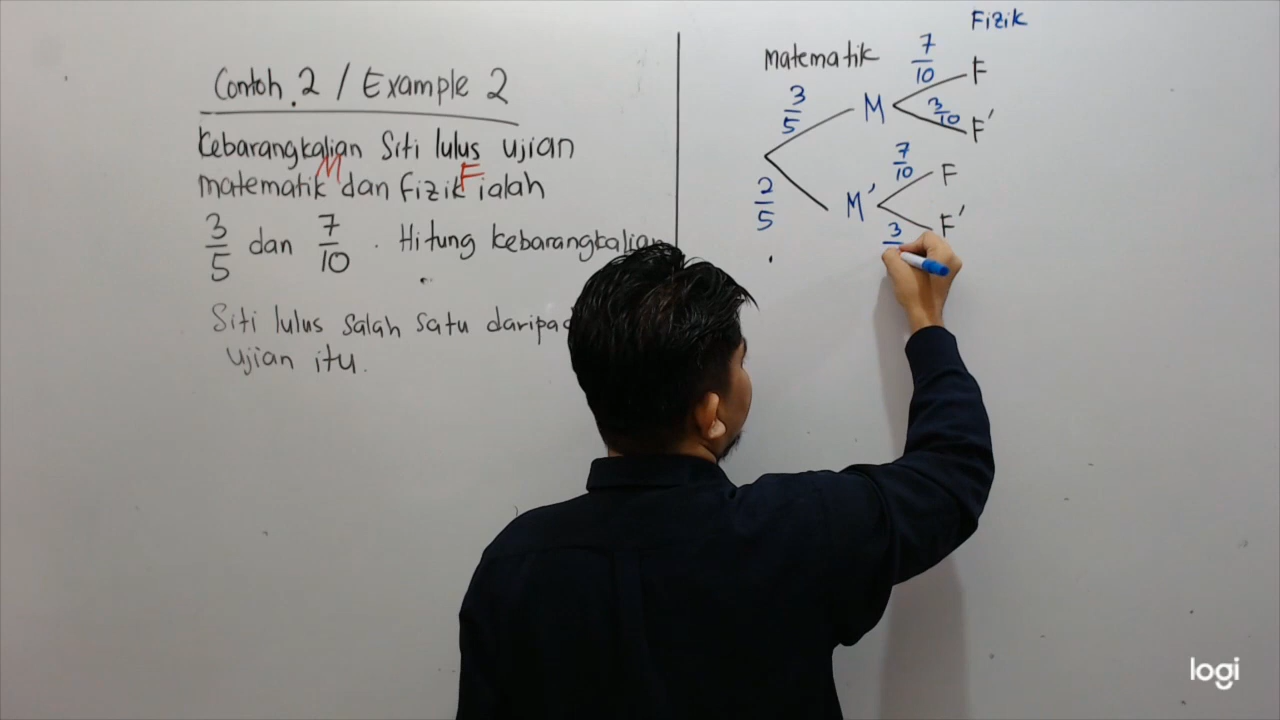 Contoh 2 / Example 2
Kebarangkalian Siti lulus ujian
M F
matematik dan fizik ialah
3/5 dan 7/10 . Hitung kebarangkalian
Siti lulus salah satu
ujian itu.
Fizik
Matematik
7/10 F
3/5 M
3/10 F'
7/10 F
2/5 M'
F'
3
logi